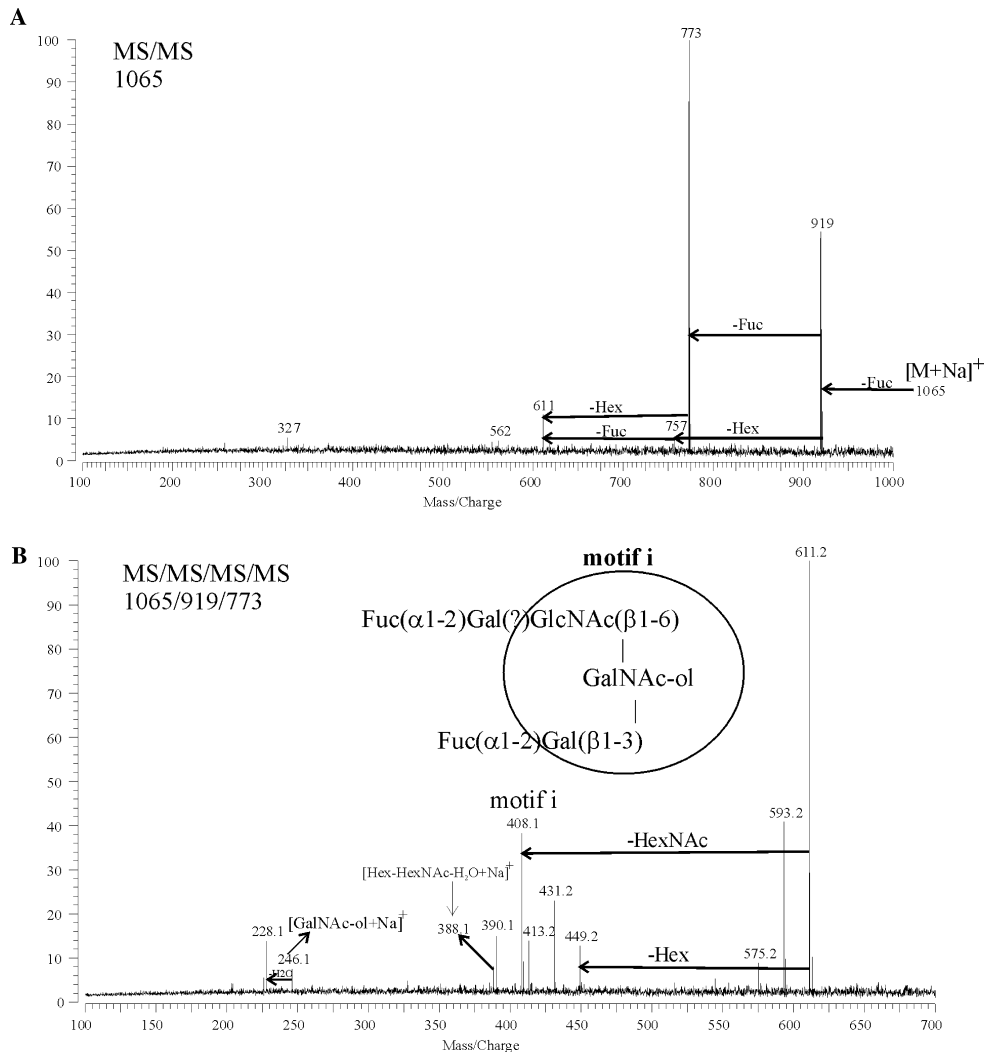 A
MS/MS
1065
773
919
-Fuc
[M+Na]+
-Fuc
1065
611
-Hex
-Fuc
757
-Hex
327
562
100
90
80
70
60
50
40
30
20
10
0
100 200 300 400 500 600 700 800 900 1000
Mass/Charge
B
MS/MS/MS/MS
1065/919/773
motif i
611.2
Fuc(α1-2)Gal(?)GlcNAc(β1-6)
GalNAc-ol
Fuc(α1-2)Gal(β1-3)
motif i
408.1
593.2
-HexNAc
[Hex-HexNAc-H2O+Na]+
431.2
[GalNAc-ol+Na]+
228.1
388.1
390.1
413.2
449.2
-Hex
575.2
246.1
-H2O
100
90
80
70
60
50
40
30
20
10
0
100 150 200 250 300 350 400 450 500 550 600 650 700
Mass/Charge